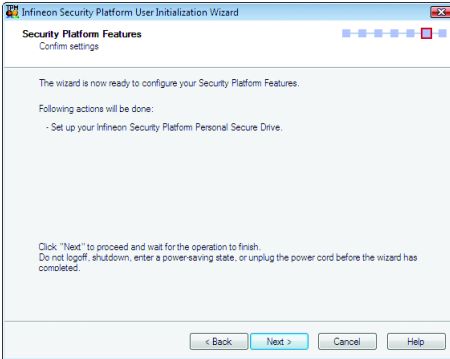 TPM
Infineon Security Platform User Initialization Wizard
Security Platform Features
Confirm settings
The wizard is now ready to configure your Security Platform Features.
Following actions will be done:
- Set up your Infineon Security Platform Personal Secure Drive.
Click "Next" to proceed and wait for the operation to finish.
Do not logoff, shutdown, enter a power-saving state, or unplug the power cord before the wizard has
completed.
< Back
Next >
Cancel
Help